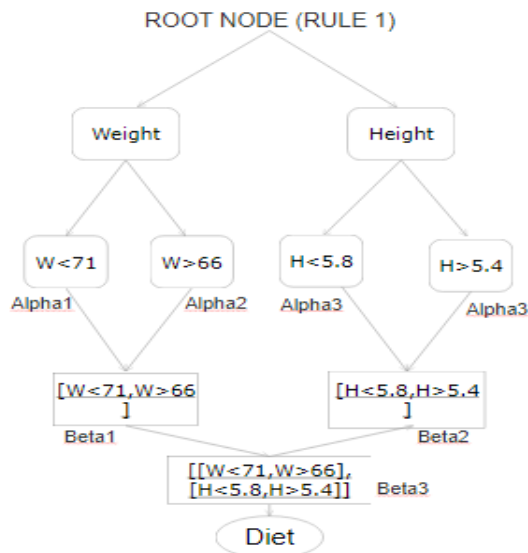 ROOT NODE (RULE 1)
Weight
Height
W<71
W>66
H<5.8
H>5.4
Alpha1
Alpha2
Alpha3
Alpha3
[W<71,W>66
]
[H<5.8,H>5.4
]
Beta1
Beta2
[[W<71,W>66],
[H<5.8,H>5.4]]
Beta3
Diet